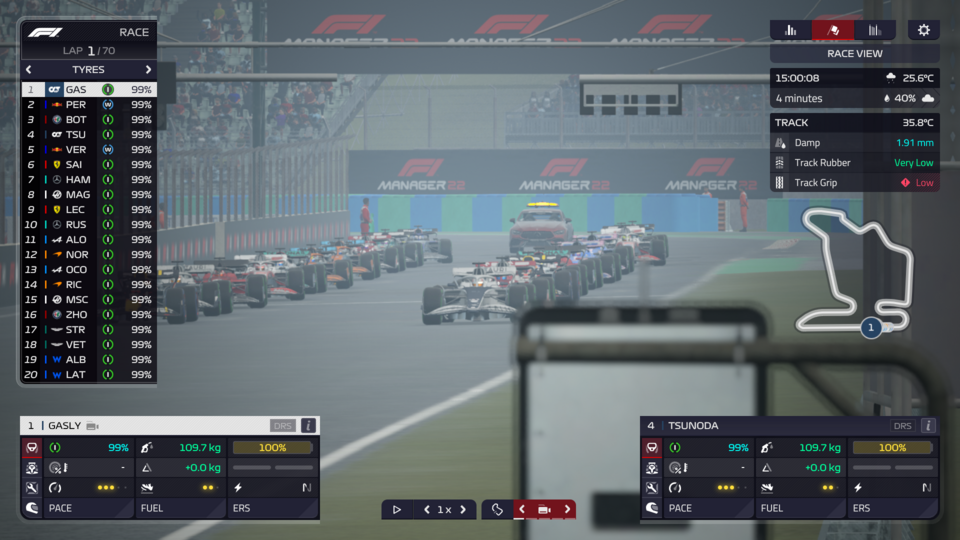 RACE
LAP 1/70
TYRES
1 GAS I 99%
2 PER W 99%
3 BOT I 99%
4 TSU I 99%
5 VER W 99%
6 SAI I 99%
7 HAM I 99%
8 MAG I 99%
9 LEC I 99%
10 RUS I 99%
11 ALO I 99%
12 NOR I 99%
13 OCO I 99%
14 RIC I 99%
15 MSC I 99%
16 ZHO I 99%
17 STR I 99%
18 VET I 99%
19 ALB I 99%
20 LAT I 99%
MANAGER 22
MANAGER 22
MANAGER 22
F1
MANAGER 22
F1
MANAGER 22
F1
MANAGER 22
RACE VIEW
15:00:08 25.6°C
4 minutes 40%
TRACK 35.8°C
Damp 1.91 mm
Track Rubber Very Low
Track Grip Low
1
1 GASLY DRS i
I 99% 109.7 kg 100%
- +0.0 kg
N
PACE FUEL ERS
1x
4 TSUNODA DRS i
I 99% 109.7 kg 100%
- +0.0 kg
N
PACE FUEL ERS